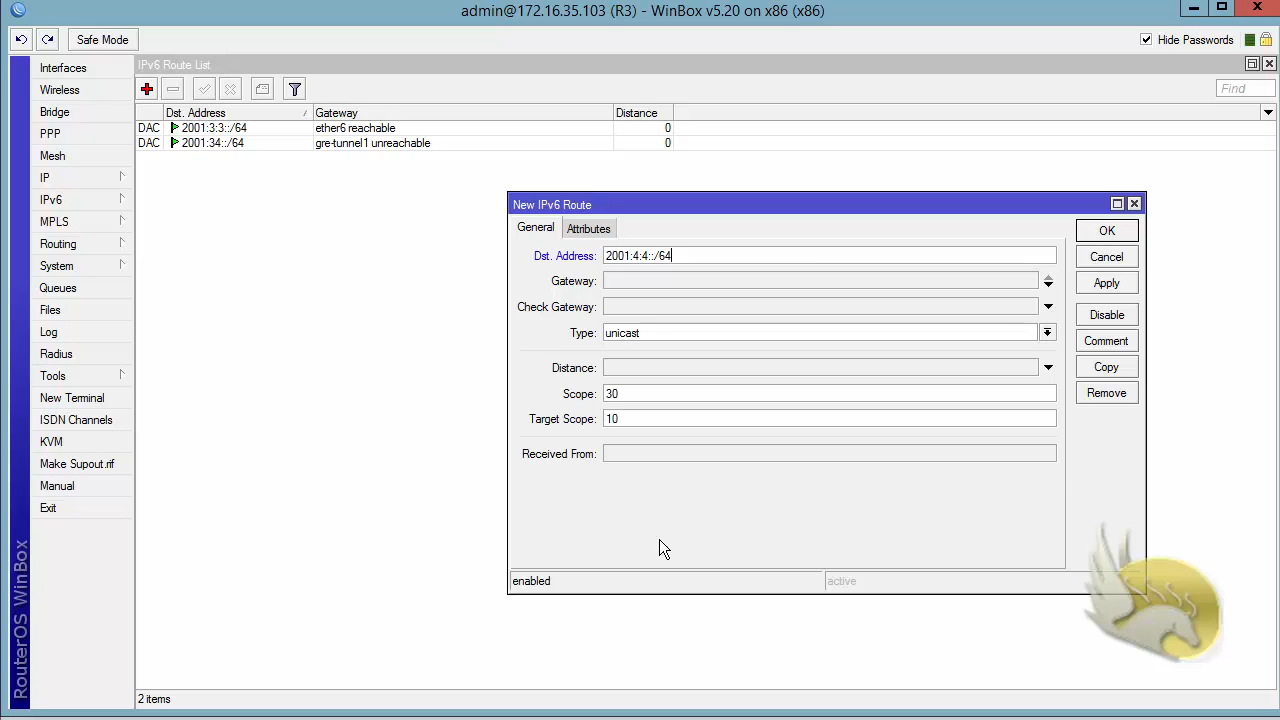 admin@172.16.35.103 (R3) - WinBox v5.20 on x86 (x86)
Safe Mode
Hide Passwords
Interfaces
Wireless
Bridge
PPP
Mesh
IP
IPv6
MPLS
Routing
System
Queues
Files
Log
Radius
Tools
New Terminal
ISDN Channels
KVM
Make Supout.rif
Manual
Exit
RouterOS WinBox
IPv6 Route List
Find
Dst. Address Gateway Distance
DAC 2001:3:3::/64 ether6 reachable 0
DAC 2001:34::/64 gre-tunnel1 unreachable 0
New IPv6 Route
General Attributes
Dst. Address: 2001:4:4::/64
Gateway:
Check Gateway:
Type: unicast
Distance:
Scope: 30
Target Scope: 10
Received From:
OK
Cancel
Apply
Disable
Comment
Copy
Remove
enabled active
2 items